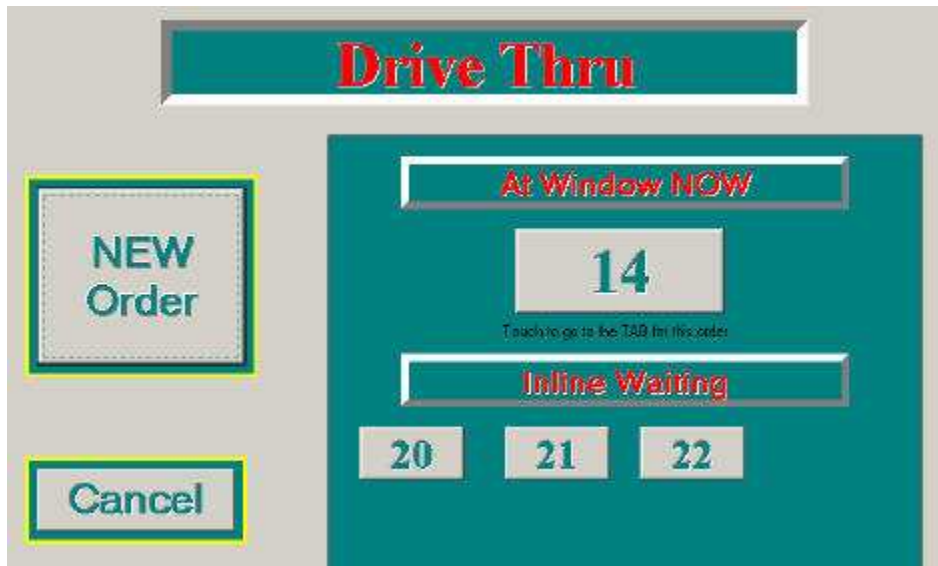 Drive Thru
NEW
Order
Cancel
At Window NOW
14
Touch to go to the TAB for this order
Inline Waiting
20 21 22